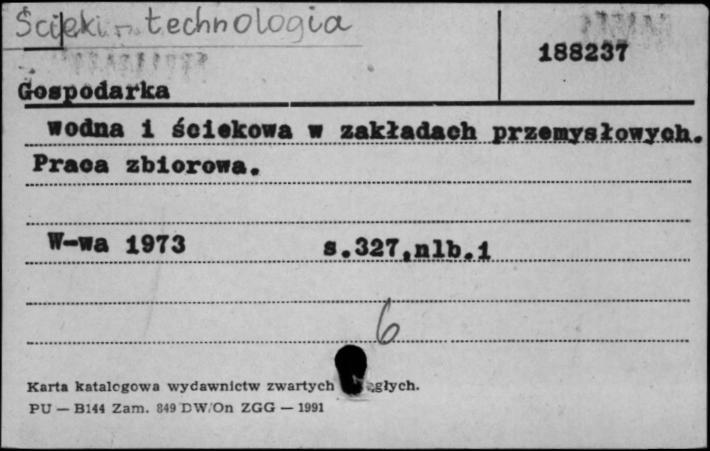 Ścieki - technologia
188237
Gospodarka
wodna i ściekowa w zakładach przemysłowych.
Praca zbiorowa.
W-wa 1973 s.327,nlb.1
6
Karta katalogowa wydawnictw zwartych
PU — B144 Zam. 849 DW/On ZGG — 1991